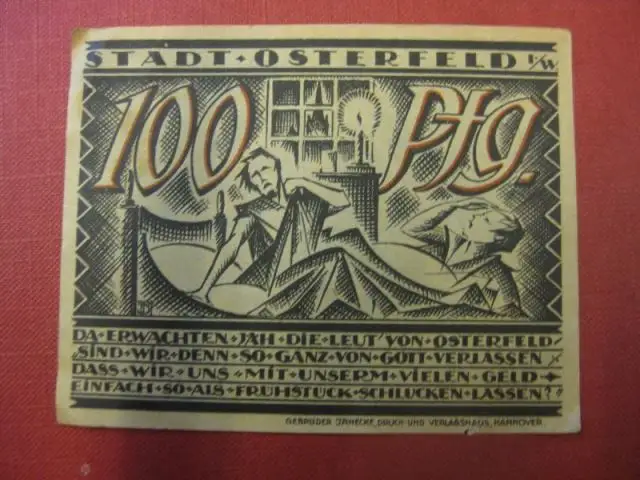 STADT·OSTERFELD I/W
100 Pfg.
DA·ERWACHTEN·JÄH·DIE·LEUT'VON·OSTERFELD/
„SIND·WIR·DENN·SO·GANZ·VON·GOTT·VERLASSEN/
DASS·WIR·UNS·MIT·UNSERM·VIELEN·GELD·
EINFACH·SO·ALS·FRÜHSTÜCK·SCHLUCKEN·LASSEN?"
GEBRÜDER JÄNECKE, DRUCK- UND VERLAGSHAUS, HANNOVER.